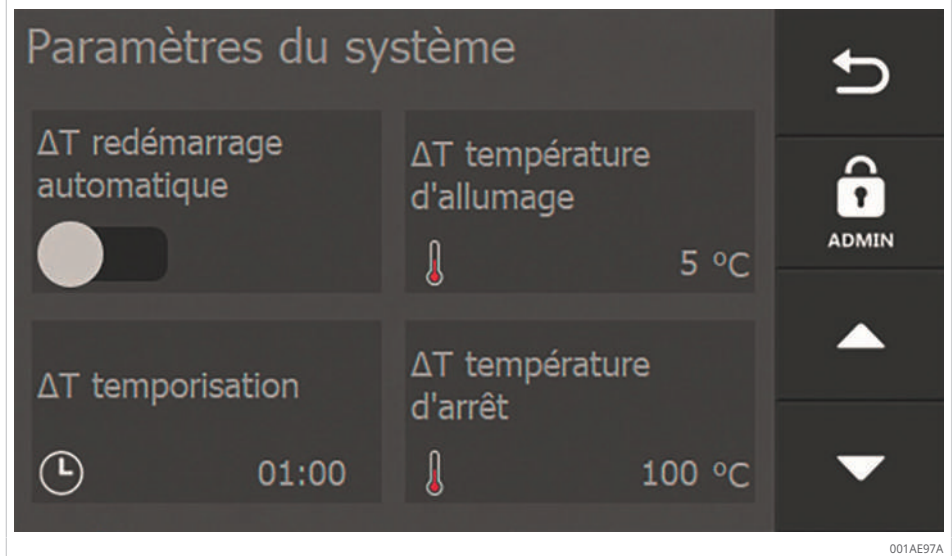 Paramètres du système
ΔT redémarrage
automatique
ΔT température
d'allumage
5 °C
ADMIN
ΔT temporisation
01:00
ΔT température
d'arrêt
100 °C
001AE97A